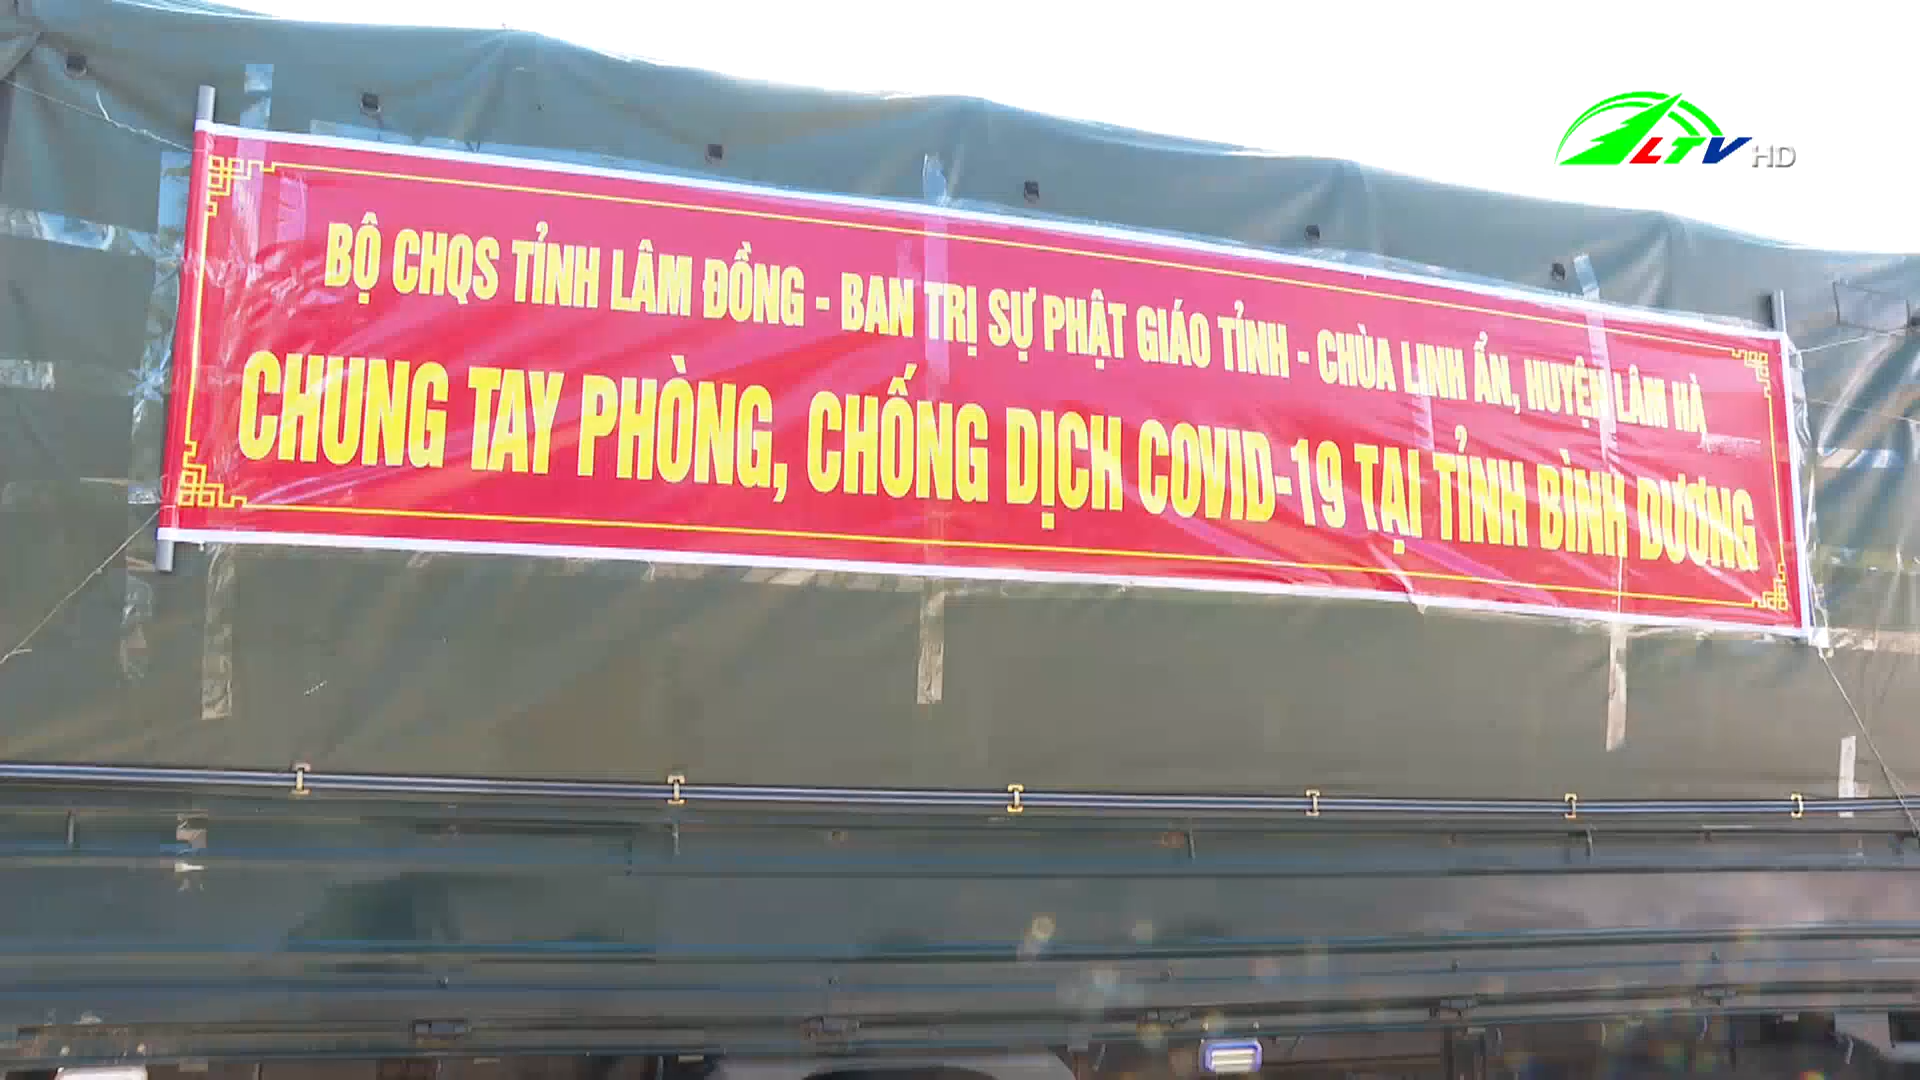 LTV HD
BỘ CHQS TỈNH LÂM ĐỒNG - BAN TRỊ SỰ PHẬT GIÁO TỈNH - CHÙA LINH ẨN, HUYỆN LÂM HÀ
CHUNG TAY PHÒNG, CHỐNG DỊCH COVID-19 TẠI TỈNH BÌNH DƯƠNG